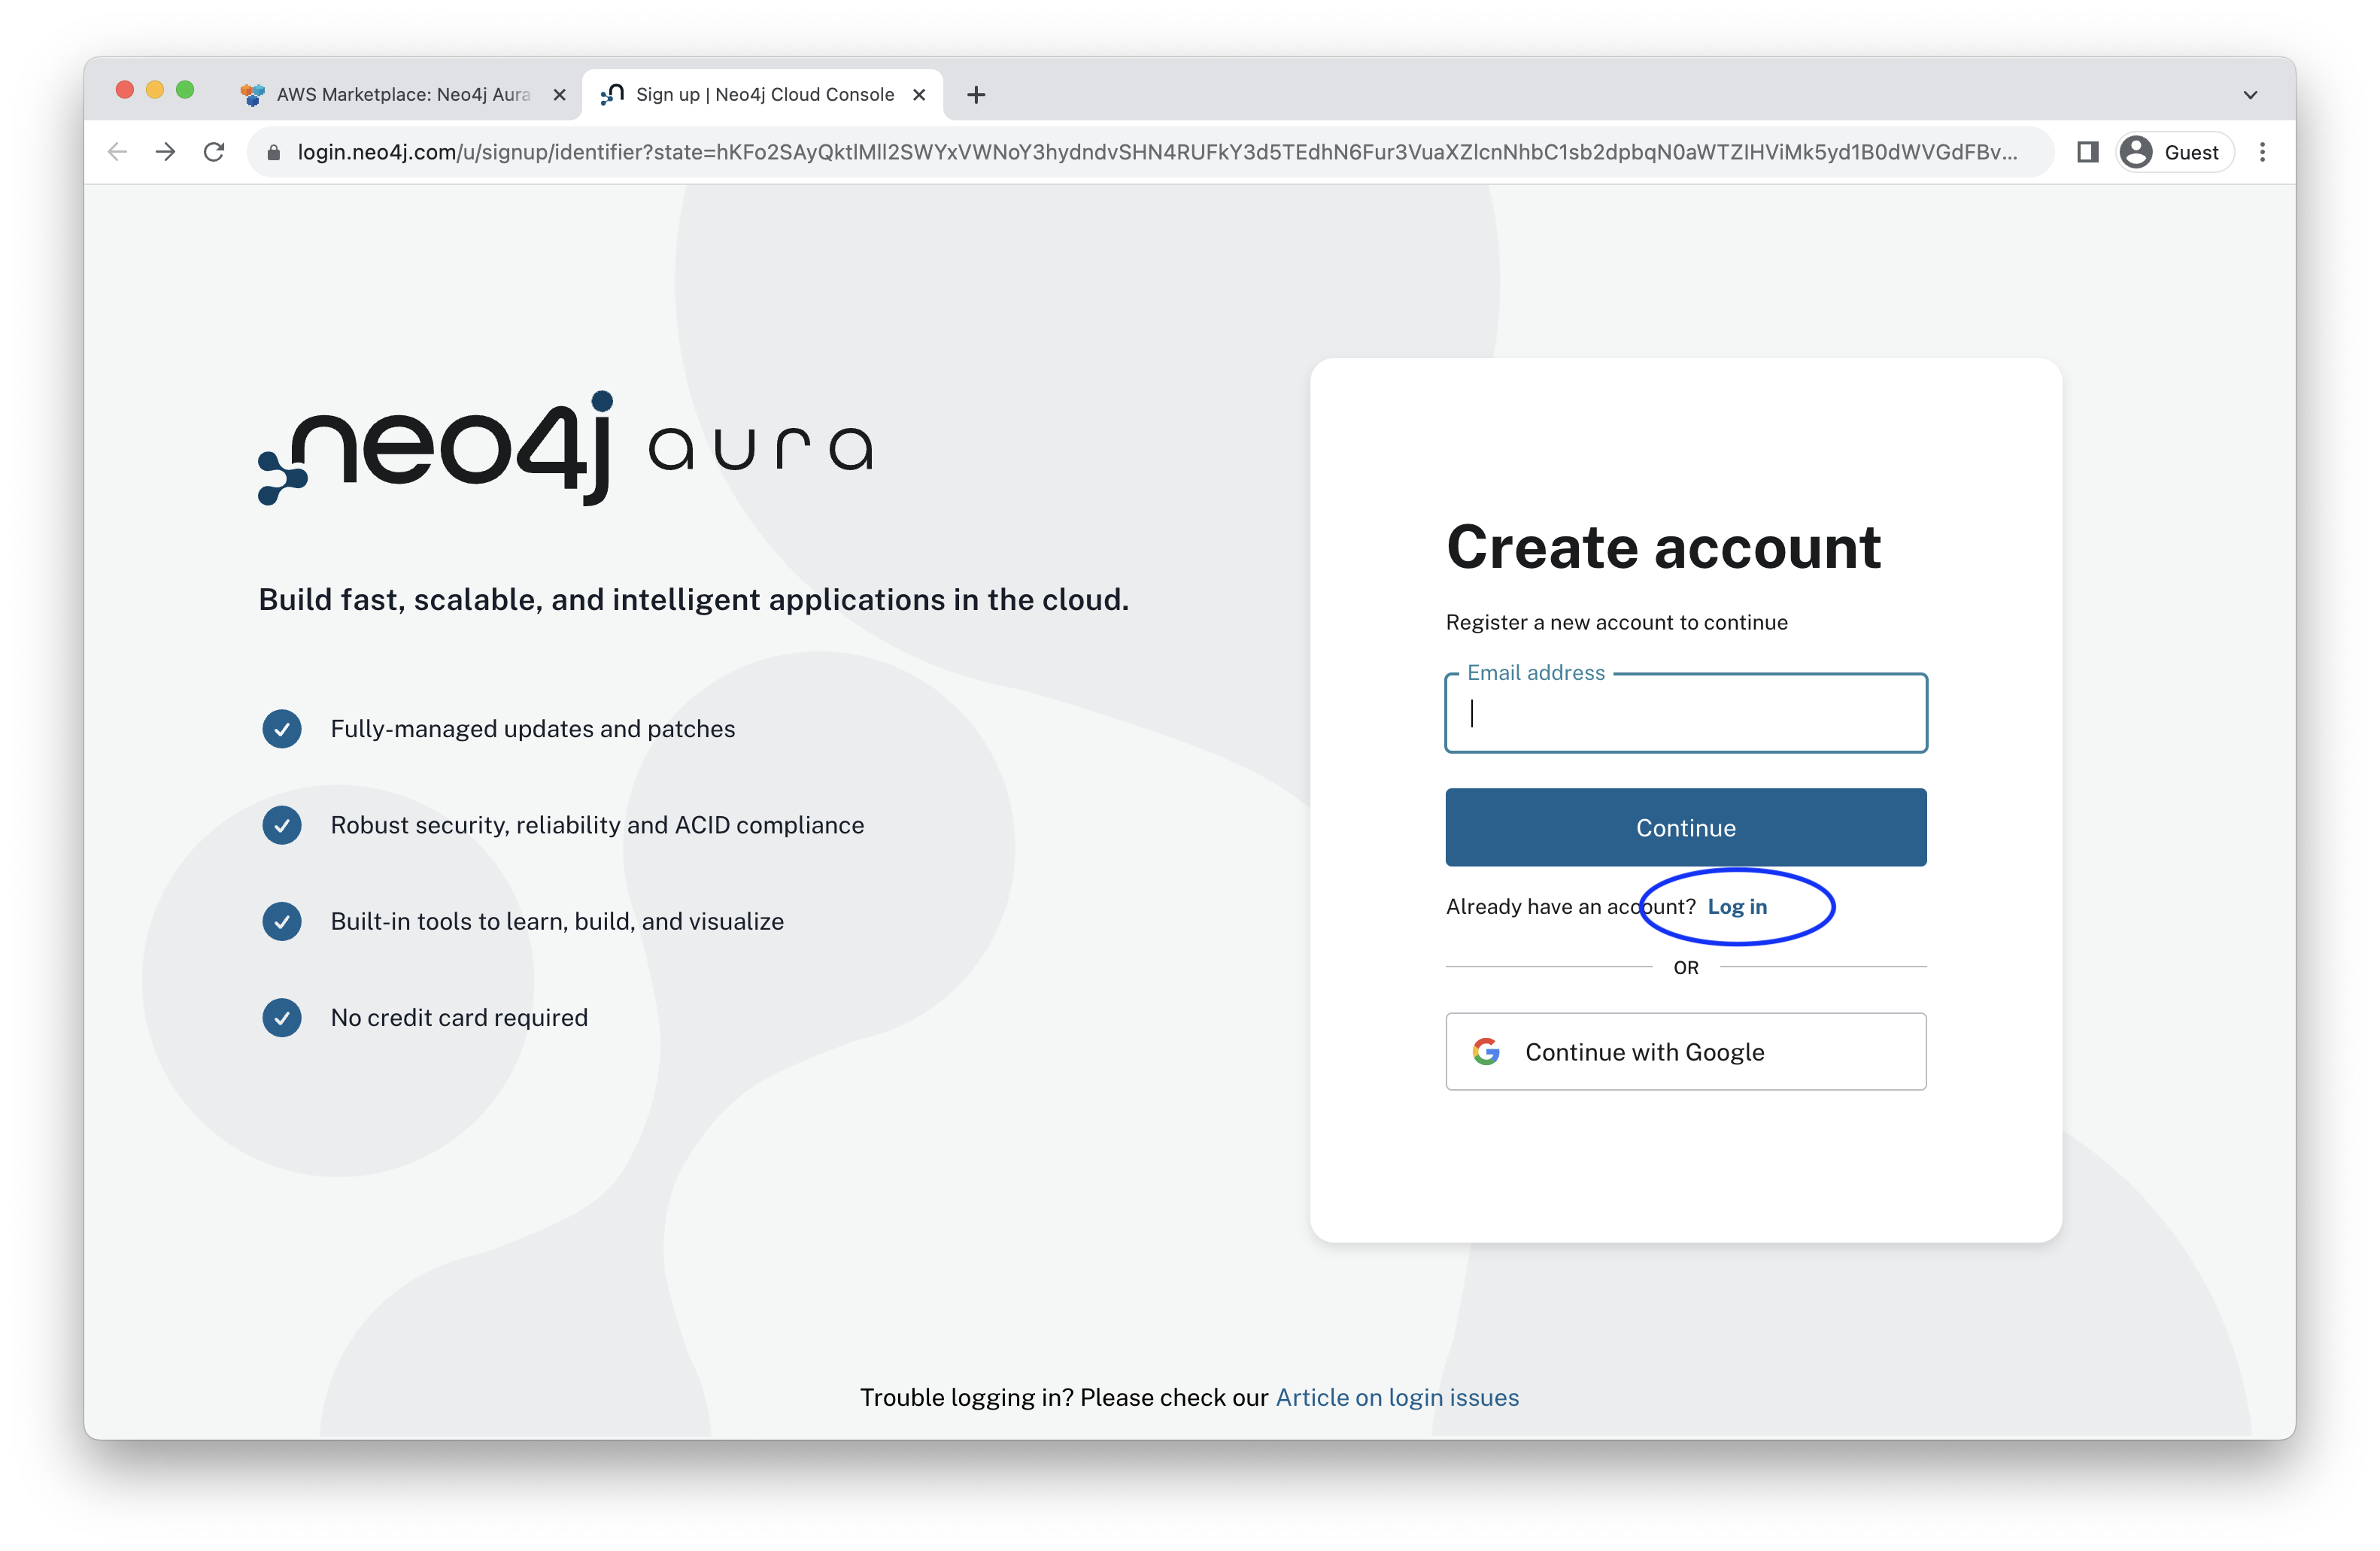 AWS Marketplace: Neo4j Aura
Sign up | Neo4j Cloud Console
login.neo4j.com/u/signup/identifier?state=hKFo2SAyQktlMll2SWYxVWNoY3hydndvSHN4RUFkY3d5TEdhN6Fur3VuaXZlcnNhbC1sb2dpbqN0aWTZIHViMk5yd1B0dWVGdFBv...
Guest
neo4j aura
Build fast, scalable, and intelligent applications in the cloud.
Fully-managed updates and patches
Robust security, reliability and ACID compliance
Built-in tools to learn, build, and visualize
No credit card required
Create account
Register a new account to continue
Email address
Continue
Already have an account? Log in
OR
Continue with Google
Trouble logging in? Please check our Article on login issues